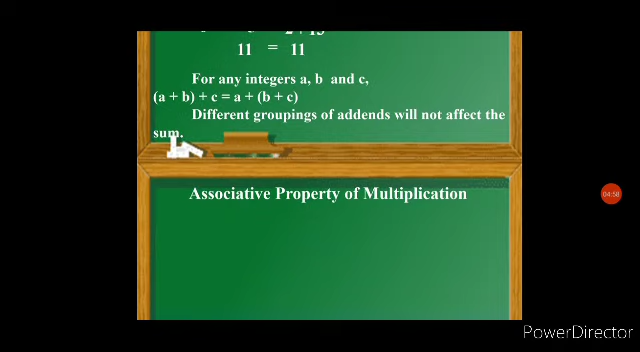 11 = 11
For any integers a, b and c,
(a + b) + c = a + (b + c)
Different groupings of addends will not affect the
sum.
Associative Property of Multiplication
04:58
PowerDirector